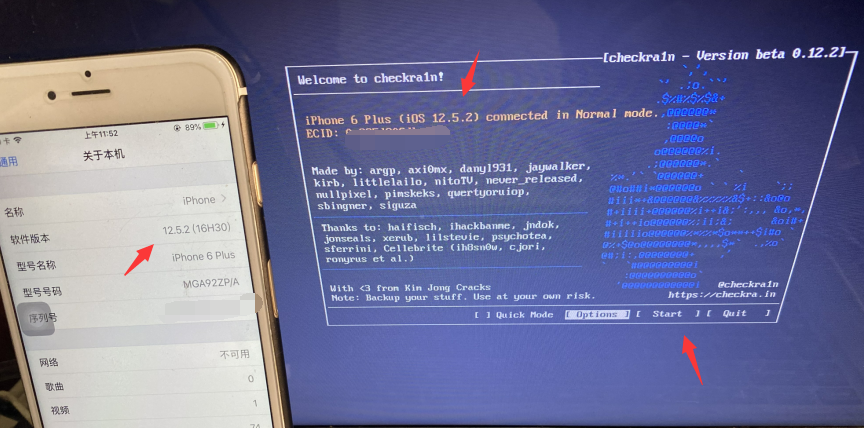 卡
上午11:52
89%
通用
关于本机
名称
iPhone
软件版本
12.5.2 (16H30)
型号名称
iPhone 6 Plus
型号号码
MGA92ZP/A
序列号
网络
不可用
歌曲
0
视频
1
74
[checkra1n - Version beta 0.12.2]
Welcome to checkra1n!
iPhone 6 Plus (iOS 12.5.2) connected in Normal mode.
ECID:
Made by: argp, axi0mx, danyl931, jaywalker,
kirb, littlelailo, nitoTV, never_released,
nullpixel, pimskeks, qwertyoruiop,
sbingner, siguza
Thanks to: haifisch, ihackbanme, jndok,
jonseals, xerub, lilstevie, psychotea,
sferrini, Cellebrite (ih8sn0w, cjori,
ronyrus et al.)
With <3 from Kim Jong Cracks
Note: Backup your stuff. Use at your own risk.
@checkra1n
https://checkra.in
[ ] Quick Mode [ Options ] [ Start ] [ Quit ]